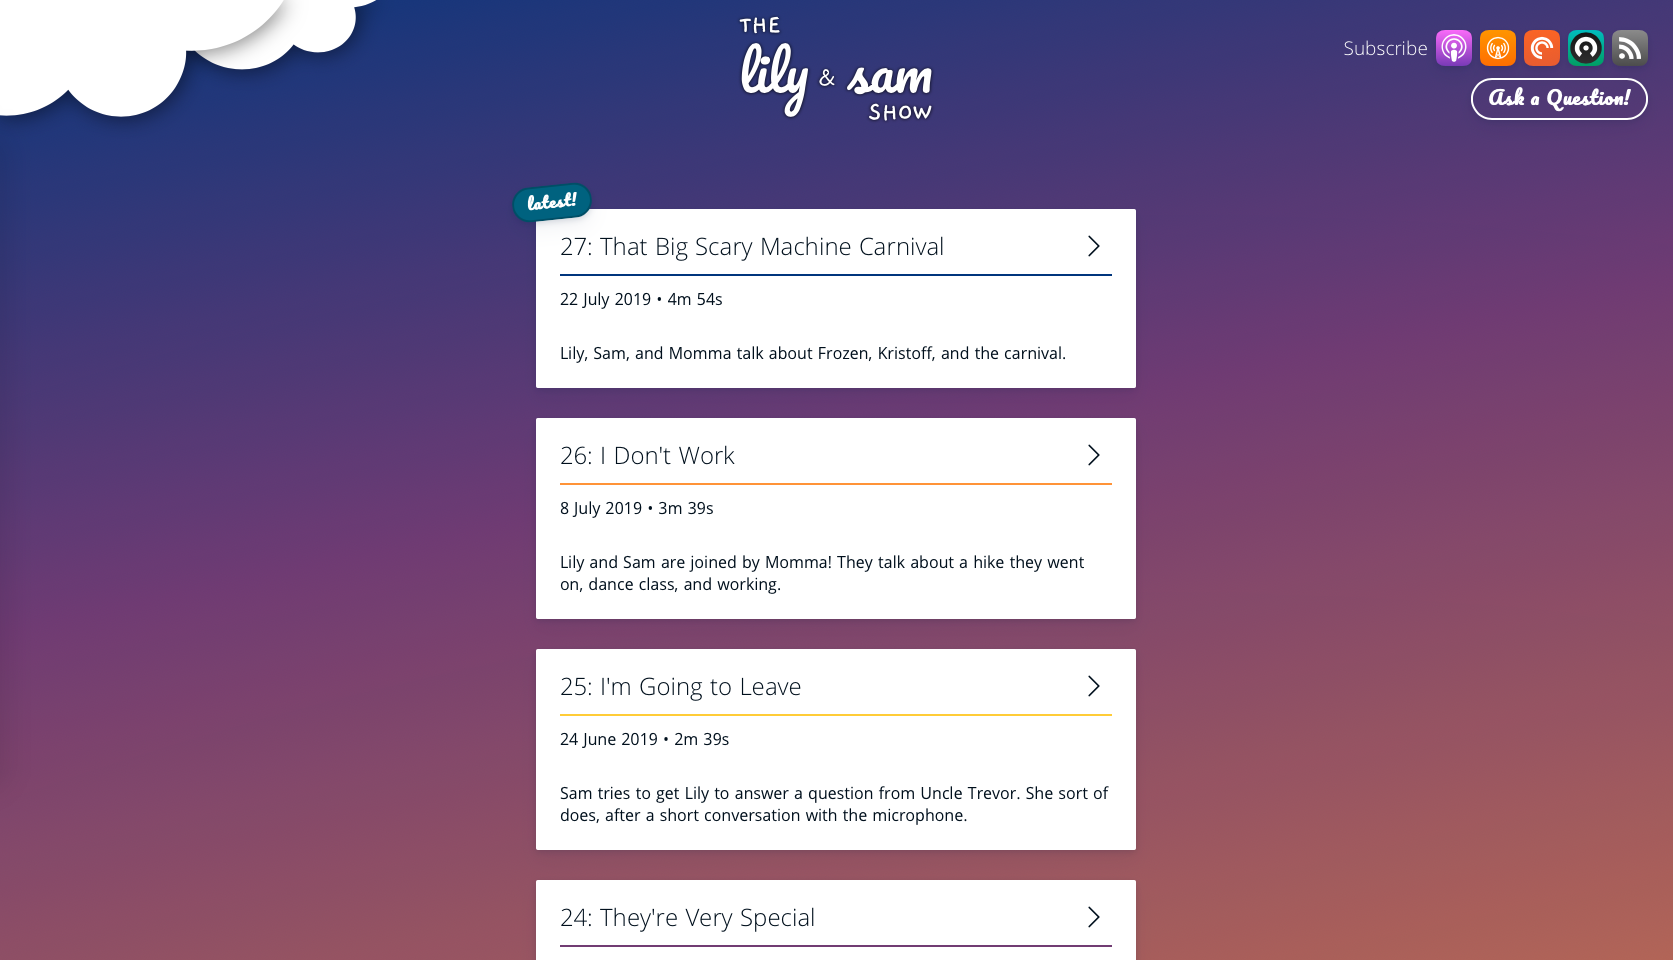 THE
lily & sam
SHOW
Subscribe
Ask a Question!
latest!
27: That Big Scary Machine Carnival
22 July 2019 • 4m 54s
Lily, Sam, and Momma talk about Frozen, Kristoff, and the carnival.
26: I Don't Work
8 July 2019 • 3m 39s
Lily and Sam are joined by Momma! They talk about a hike they went
on, dance class, and working.
25: I'm Going to Leave
24 June 2019 • 2m 39s
Sam tries to get Lily to answer a question from Uncle Trevor. She sort of
does, after a short conversation with the microphone.
24: They're Very Special